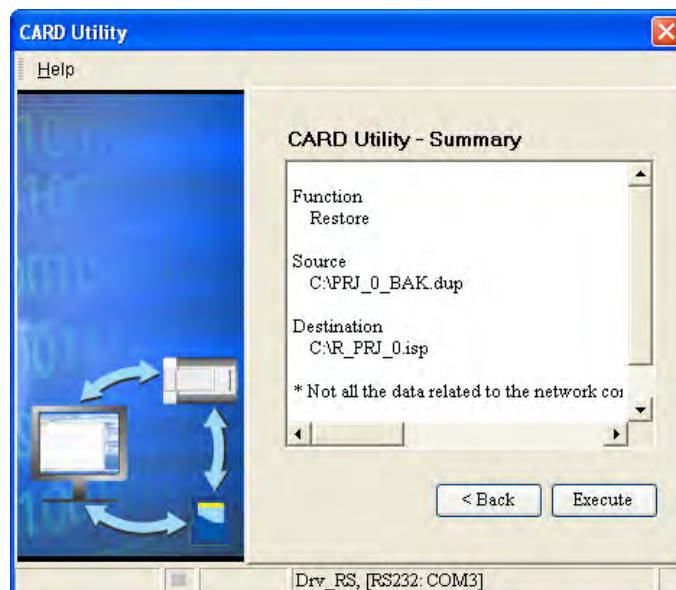 CARD Utility
Help
CARD Utility - Summary
Function
Restore
Source
C:\PRJ_0_BAK.dup
Destination
C:\R_PRJ_0.isp
* Not all the data related to the network cor
< Back
Execute
Drv_RS, [RS232: COM3]